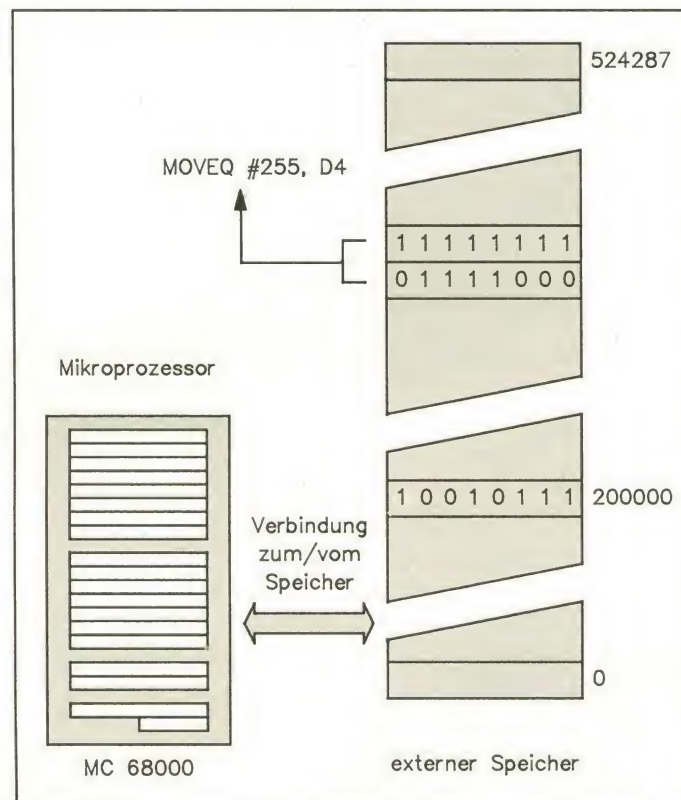 524287
MOVEQ #255, D4
1 1 1 1 1 1 1 1
0 1 1 1 1 0 0 0
Mikroprozessor
1 0 0 1 0 1 1 1
200000
Verbindung
zum/vom
Speicher
0
MC 68000
externer Speicher